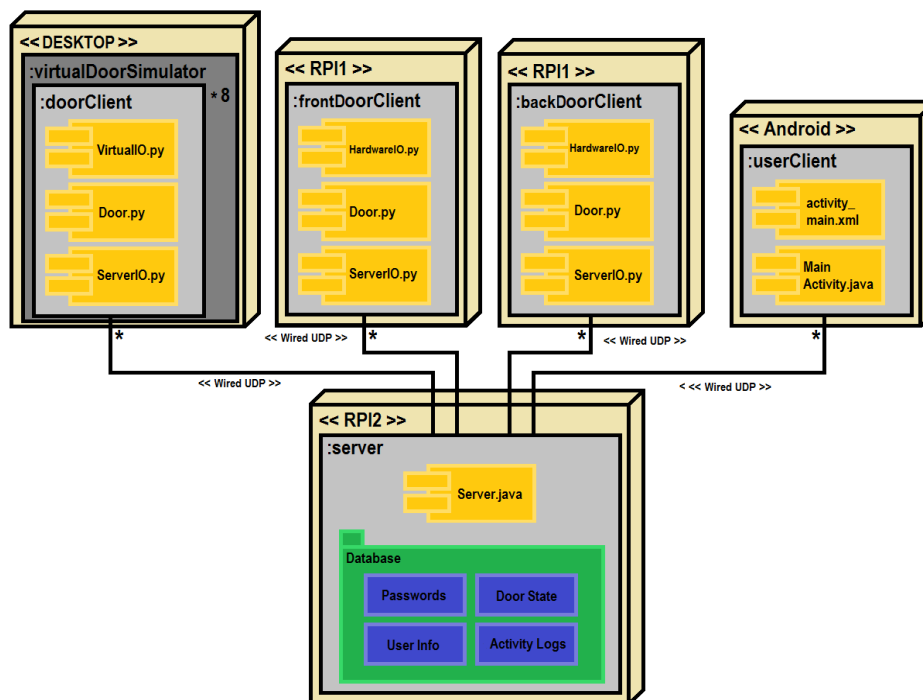 << DESKTOP >>
:virtualDoorSimulator
:doorClient
* 8
VirtualIO.py
Door.py
ServerIO.py
*
<< Wired UDP >>
<< RPI1 >>
:frontDoorClient
HardwareIO.py
Door.py
ServerIO.py
<< Wired UDP >>
*
<< RPI1 >>
:backDoorClient
HardwareIO.py
Door.py
ServerIO.py
*
<< Wired UDP >>
<< Android >>
:userClient
activity_
main.xml
Main
Activity.java
*
< << Wired UDP >>
<< RPI2 >>
:server
Server.java
Database
Passwords
Door State
User Info
Activity Logs